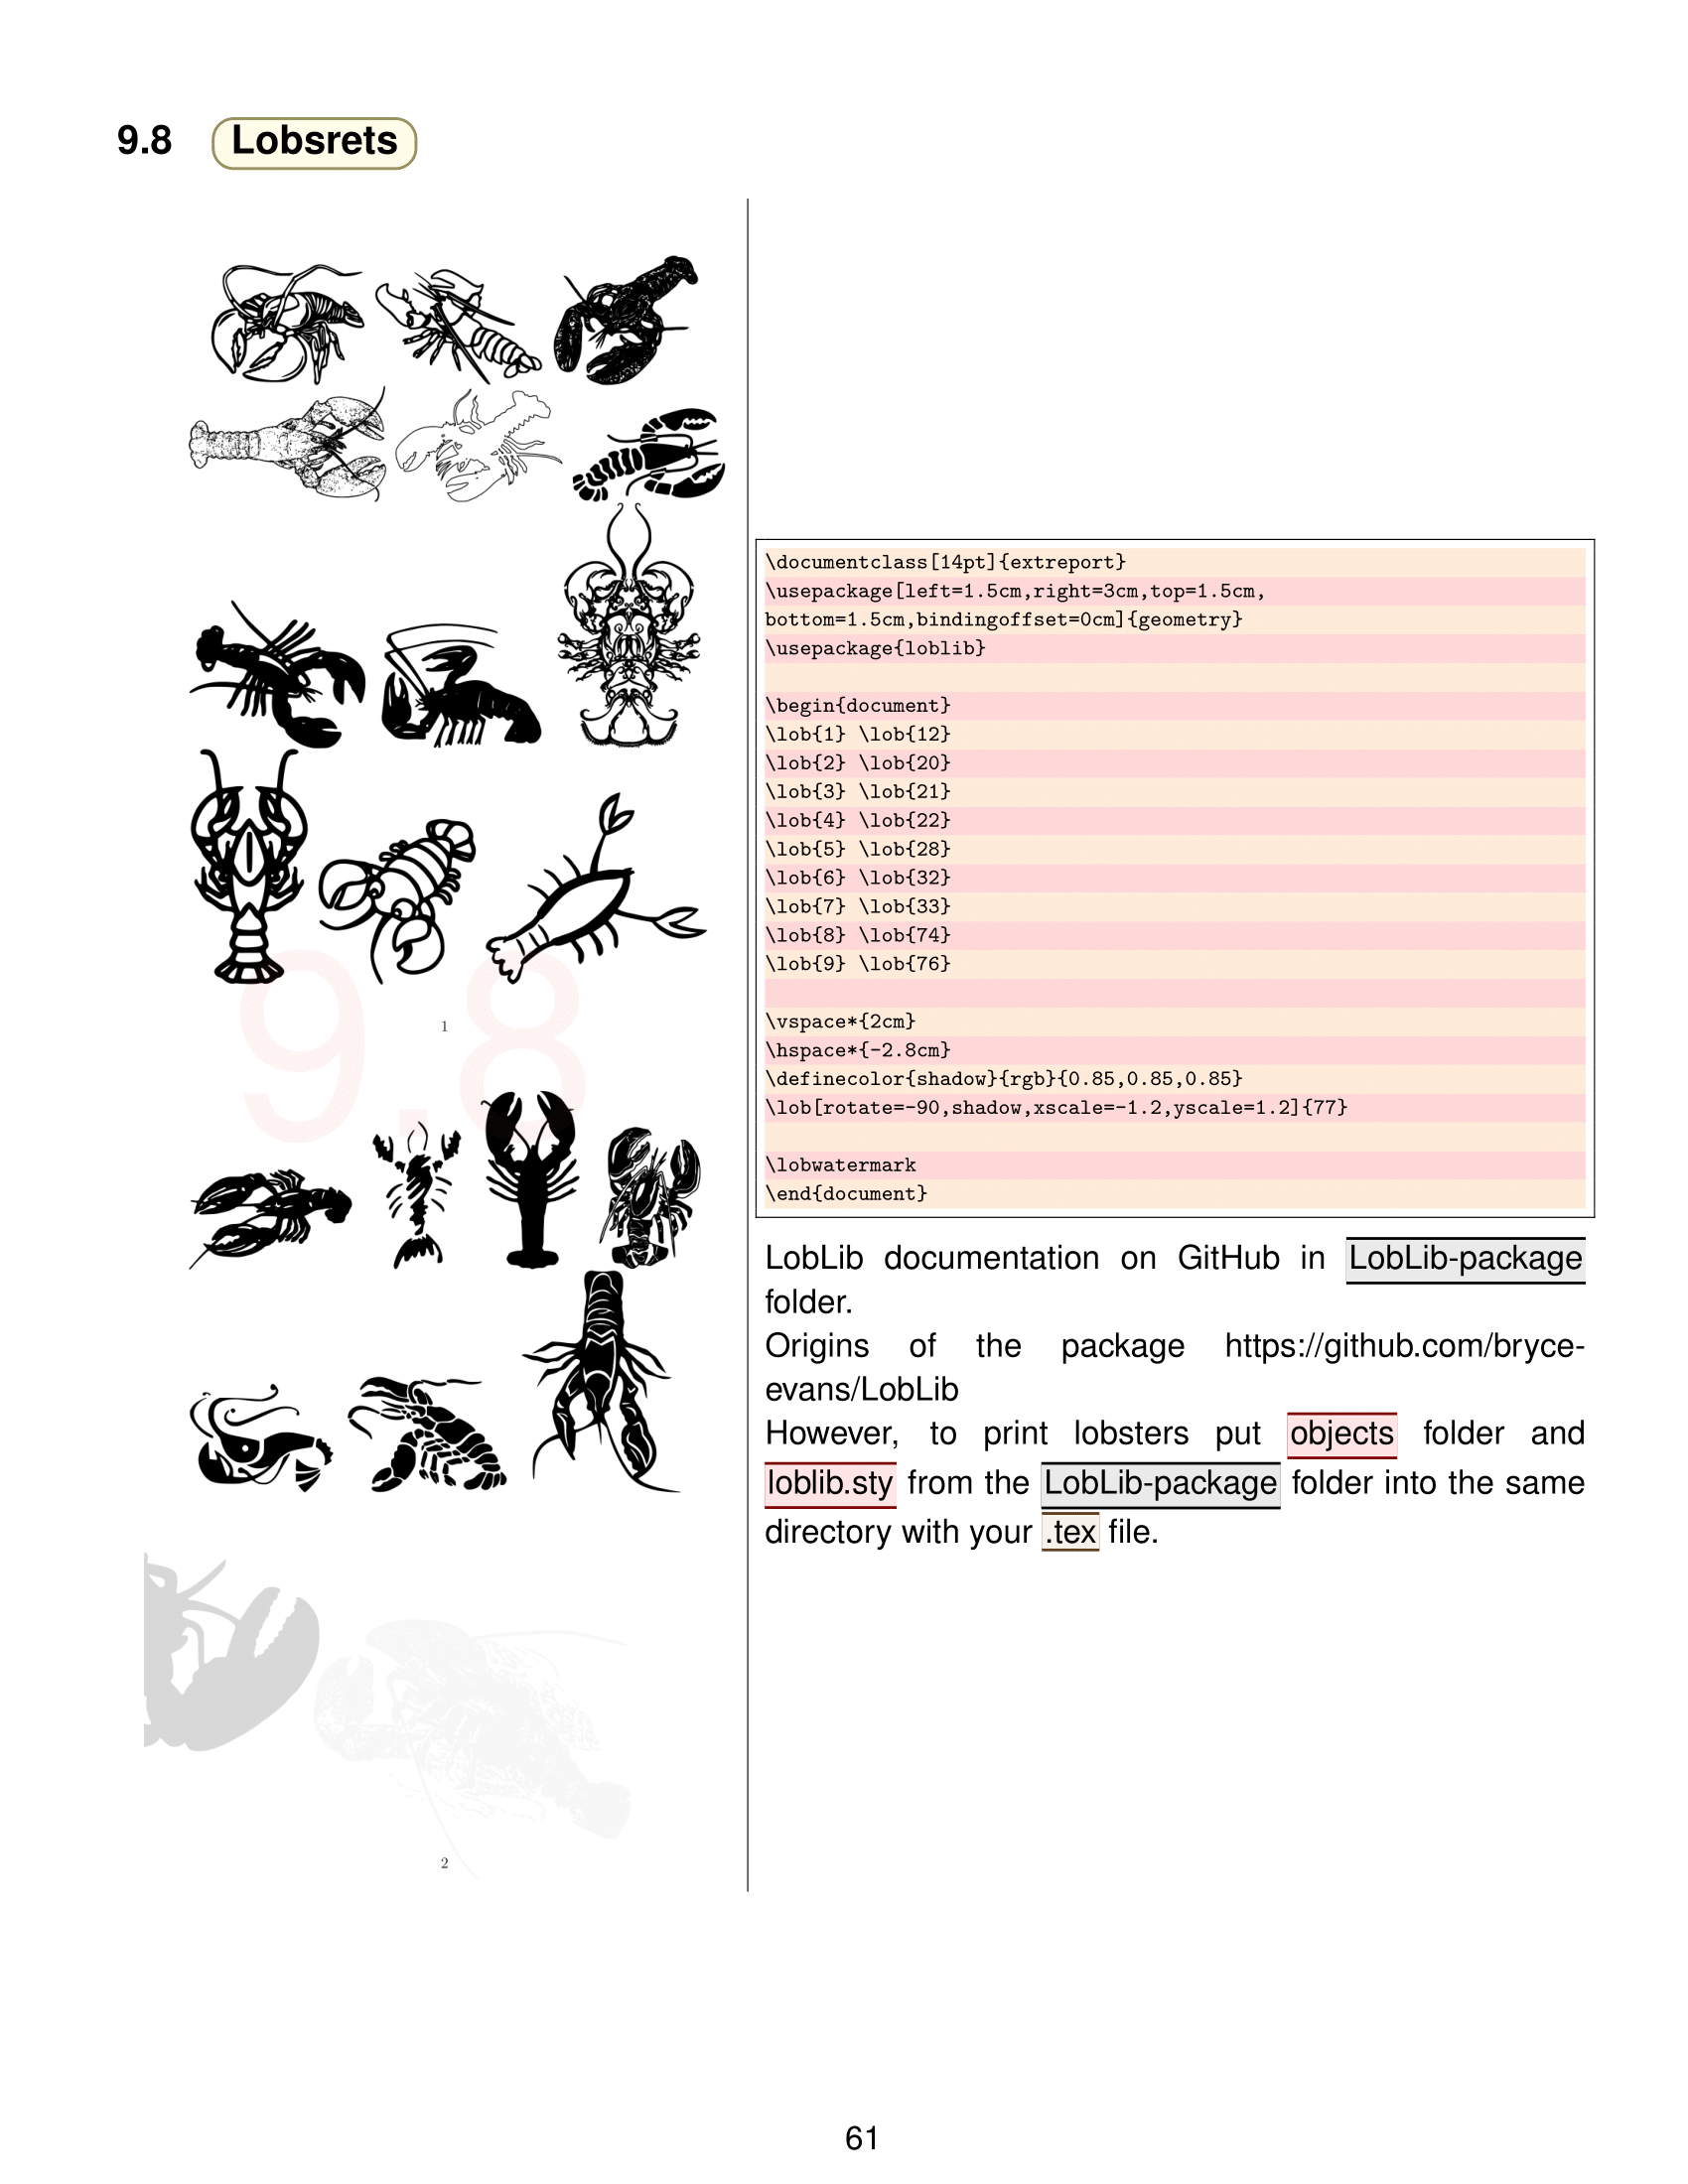 9.8 Lobsrets
1
9.8
2
\documentclass[14pt]{extreport}
\usepackage[left=1.5cm,right=3cm,top=1.5cm,
bottom=1.5cm,bindingoffset=0cm]{geometry}
\usepackage{loblib}
\begin{document}
\lob{1} \lob{12}
\lob{2} \lob{20}
\lob{3} \lob{21}
\lob{4} \lob{22}
\lob{5} \lob{28}
\lob{6} \lob{32}
\lob{7} \lob{33}
\lob{8} \lob{74}
\lob{9} \lob{76}
\vspace*{2cm}
\hspace*{-2.8cm}
\definecolor{shadow}{rgb}{0.85,0.85,0.85}
\lob[rotate=-90,shadow,xscale=-1.2,yscale=1.2]{77}
\lobwatermark
\end{document}
LobLib documentation on GitHub in LobLib-package
folder.
Origins of the package https://github.com/bryce-
evans/LobLib
However, to print lobsters put objects folder and
loblib.sty from the LobLib-package folder into the same
directory with your .tex file.
61